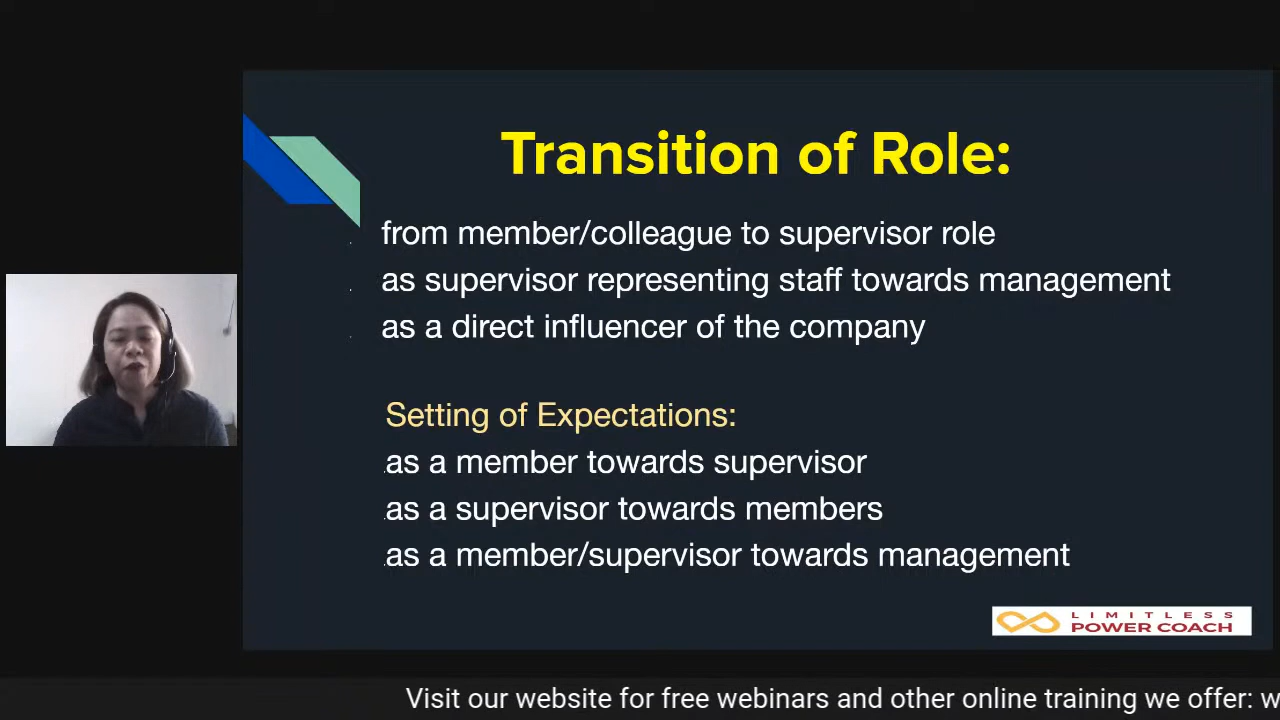 Transition of Role:
from member/colleague to supervisor role
as supervisor representing staff towards management
as a direct influencer of the company
Setting of Expectations:
.as a member towards supervisor
.as a supervisor towards members
.as a member/supervisor towards management
LIMITLESS
POWER COACH
Visit our website for free webinars and other online training we offer: w